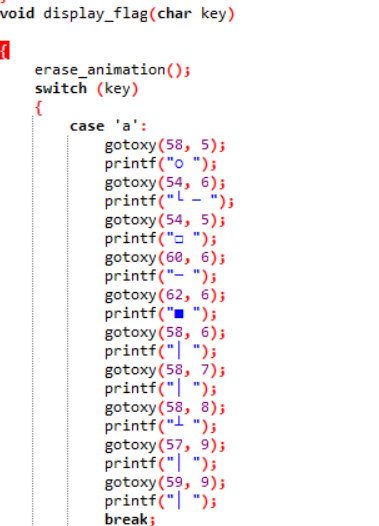 void display_flag(char key)
{
erase_animation();
switch (key)
{
case 'a':
gotoxy(58, 5);
printf("○ ");
gotoxy(54, 6);
printf("└ ─ ");
gotoxy(54, 5);
printf("□ ");
gotoxy(60, 6);
printf("─ ");
gotoxy(62, 6);
printf("■ ");
gotoxy(58, 6);
printf("│ ");
gotoxy(58, 7);
printf("│ ");
gotoxy(58, 8);
printf("┴ ");
gotoxy(57, 9);
printf("│ ");
gotoxy(59, 9);
printf("│ ");
break;